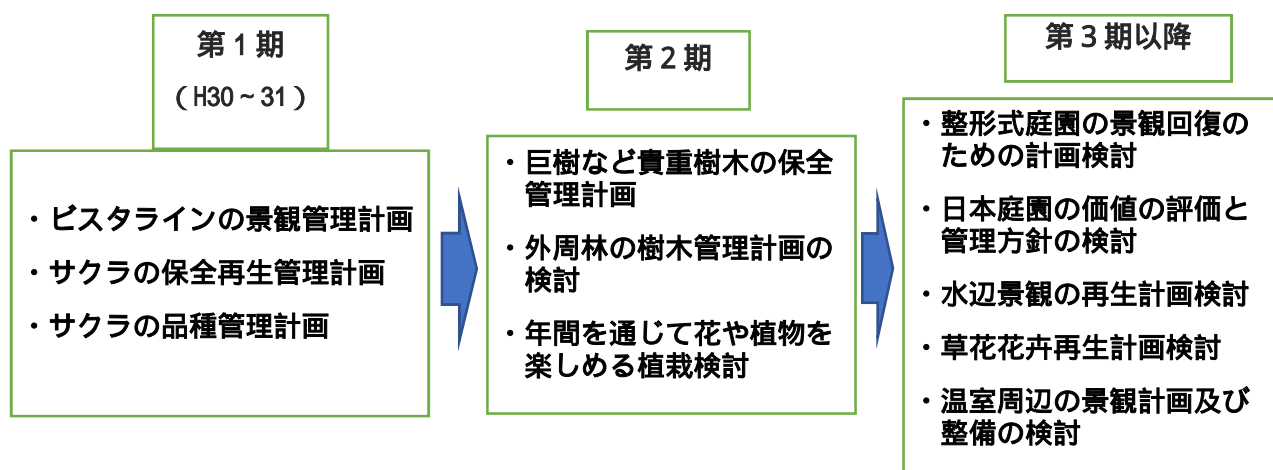 第１期
（H30～31）
・ビスタラインの景観管理計画
・サクラの保全再生管理計画
・サクラの品種管理計画
第２期
・巨樹など貴重樹木の保全
管理計画
・外周林の樹木管理計画の
検討
・年間を通じて花や植物を
楽しめる植栽検討
第３期以降
・整形式庭園の景観回復の
ための計画検討
・日本庭園の価値の評価と
管理方針の検討
・水辺景観の再生計画検討
・草花花卉再生計画検討
・温室周辺の景観計画及び
整備の検討